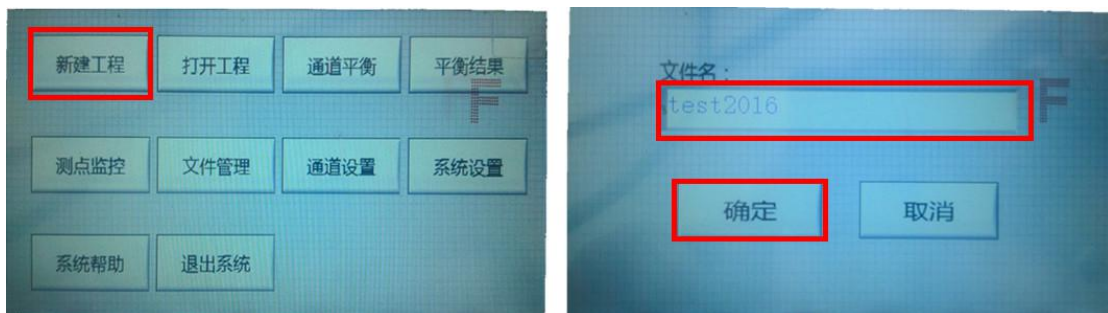 新建工程 打开工程 通道平衡 平衡结果
测点监控 文件管理 通道设置 系统设置
系统帮助 退出系统
文件名：
test2016
确定 取消